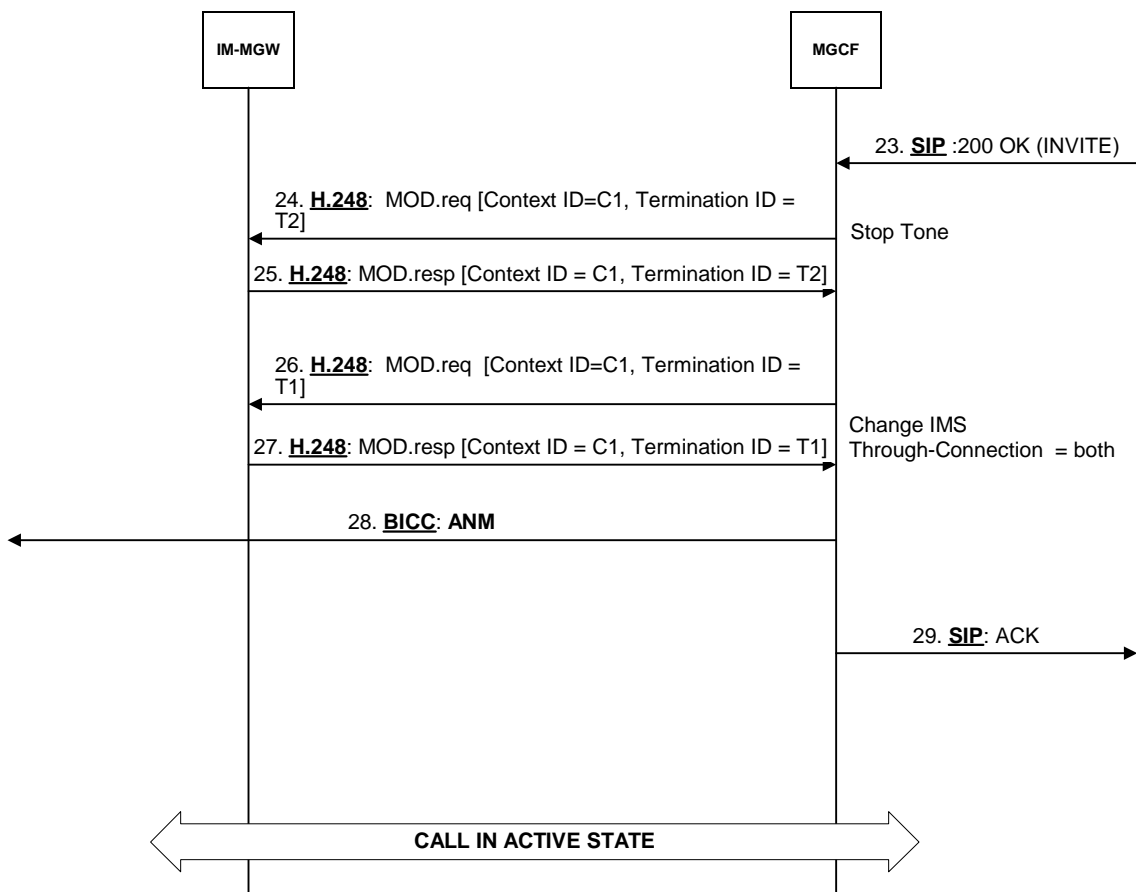 IM-MGW
MGCF
23. SIP :200 OK (INVITE)
24. H.248: MOD.req [Context ID=C1, Termination ID =
T2]
Stop Tone
25. H.248: MOD.resp [Context ID = C1, Termination ID = T2]
26. H.248: MOD.req [Context ID=C1, Termination ID =
T1]
Change IMS
Through-Connection = both
27. H.248: MOD.resp [Context ID = C1, Termination ID = T1]
28. BICC: ANM
29. SIP: ACK
CALL IN ACTIVE STATE